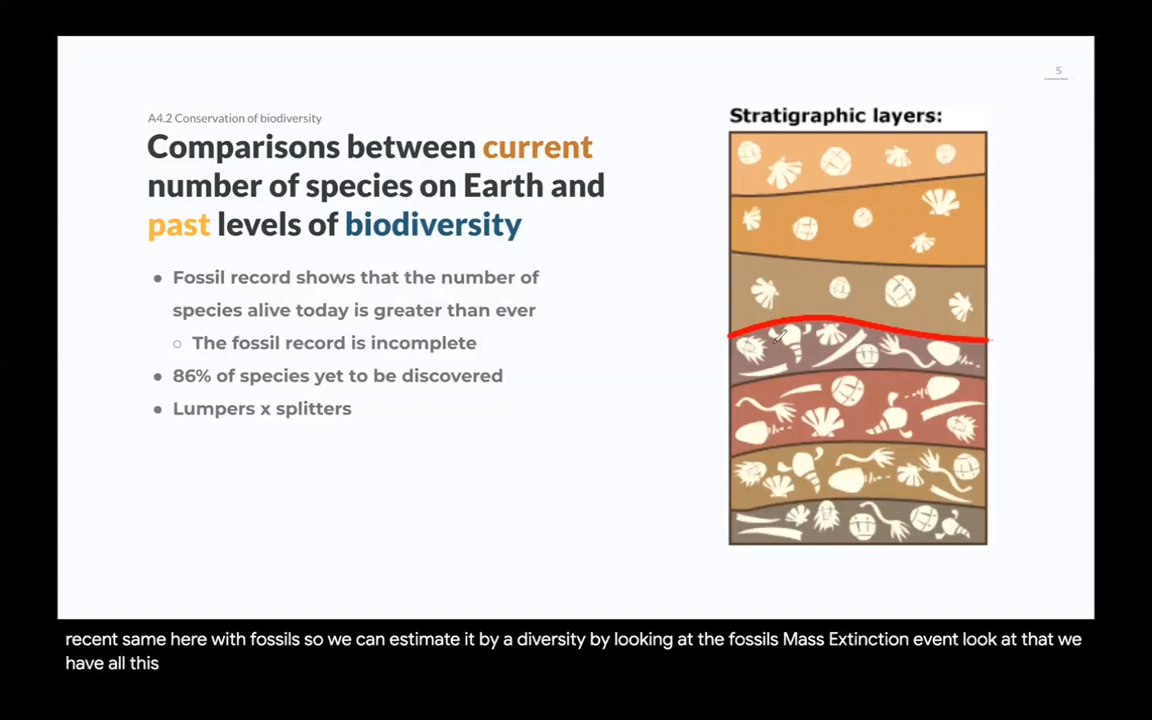 5
A4.2 Conservation of biodiversity
Comparisons between current
number of species on Earth and
past levels of biodiversity
● Fossil record shows that the number of
species alive today is greater than ever
○ The fossil record is incomplete
● 86% of species yet to be discovered
● Lumpers x splitters
Stratigraphic layers:
recent same here with fossils so we can estimate it by a diversity by looking at the fossils Mass Extinction event look at that we
have all this